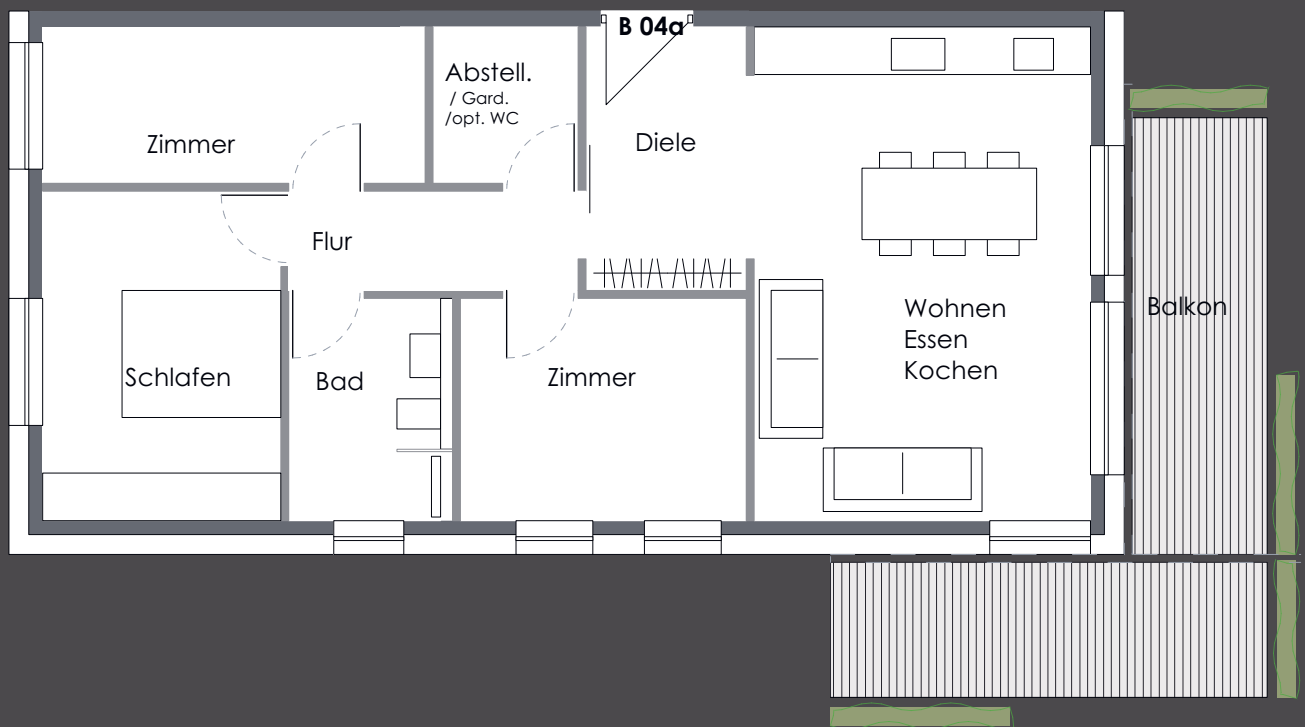 B 04a
Abstell.
/ Gard.
/opt. WC
Zimmer
Diele
Flur
Wohnen
Essen
Kochen
Balkon
Schlafen
Bad
Zimmer